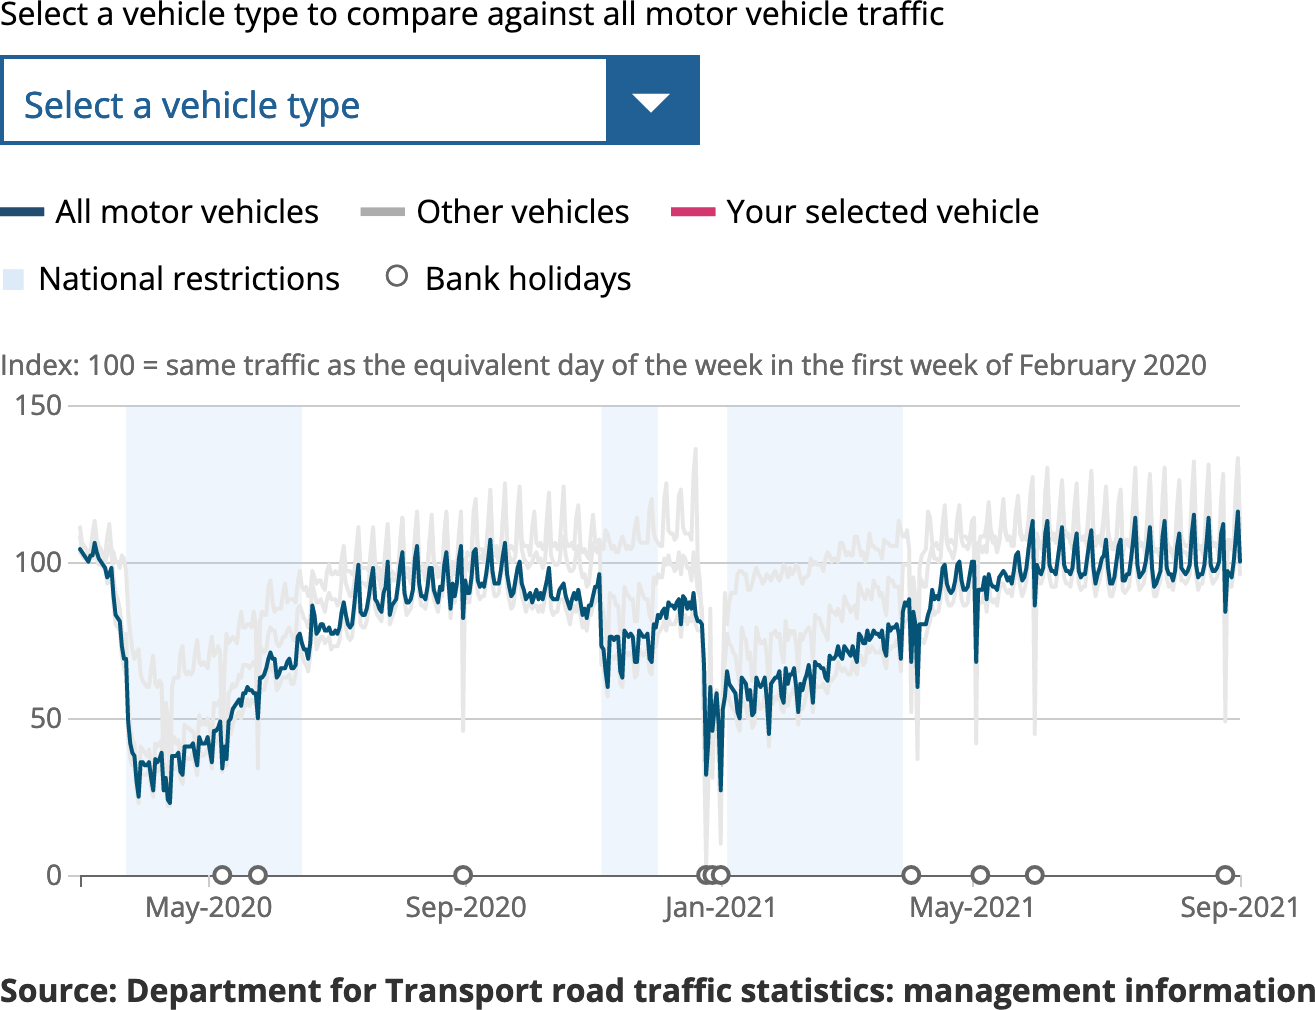 Select a vehicle type to compare against all motor vehicle traffic
Select a vehicle type
All motor vehicles Other vehicles Your selected vehicle
National restrictions Bank holidays
Index: 100 = same traffic as the equivalent day of the week in the first week of February 2020
150
100
50
0
May-2020 Sep-2020 Jan-2021 May-2021 Sep-2021
Source: Department for Transport road traffic statistics: management information